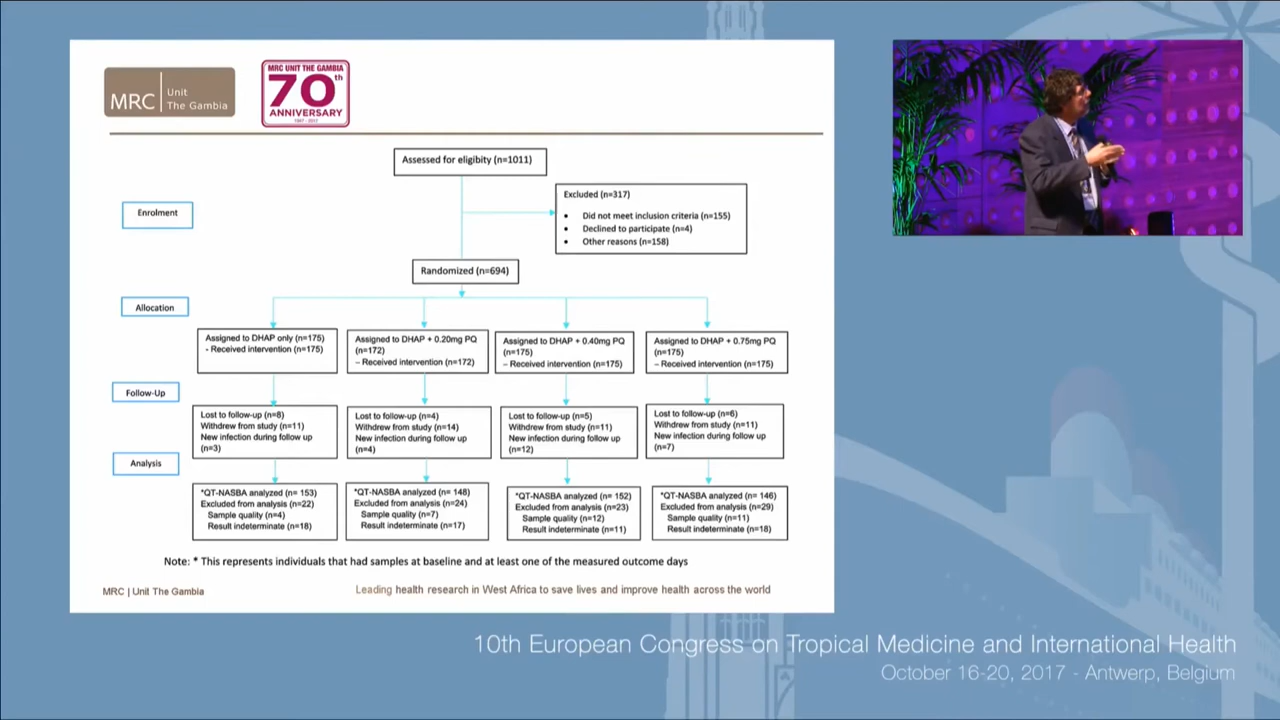 MRC
Unit
The Gambia
MRC UNIT THE GAMBIA
70th
ANNIVERSARY
1947 - 2017
Assessed for eligibity (n=1011)
Excluded (n=317)
• Did not meet inclusion criteria (n=155)
• Declined to participate (n=4)
• Other reasons (n=158)
Enrolment
Randomized (n=694)
Allocation
Assigned to DHAP only (n=175)
- Received intervention (n=175)
Assigned to DHAP + 0.20mg PQ
(n=172)
– Received intervention (n=172)
Assigned to DHAP + 0.40mg PQ
(n=175)
– Received intervention (n=175)
Assigned to DHAP + 0.75mg PQ
(n=175)
– Received intervention (n=175)
Follow-Up
Lost to follow-up (n=8)
Withdrew from study (n=11)
New infection during follow up
(n=3)
Lost to follow-up (n=4)
Withdrew from study (n=14)
New infection during follow up
(n=4)
Lost to follow-up (n=5)
Withdrew from study (n=11)
New infection during follow up
(n=12)
Lost to follow-up (n=6)
Withdrew from study (n=11)
New infection during follow up
(n=7)
Analysis
*QT-NASBA analyzed (n= 153)
Excluded from analysis (n=22)
Sample quality (n=4)
Result indeterminate (n=18)
*QT-NASBA analyzed (n= 148)
Excluded from analysis (n=24)
Sample quality (n=7)
Result indeterminate (n=17)
*QT-NASBA analyzed (n= 152)
Excluded from analysis (n=23)
Sample quality (n=12)
Result indeterminate (n=11)
*QT-NASBA analyzed (n= 146)
Excluded from analysis (n=29)
Sample quality (n=11)
Result indeterminate (n=18)
Note: * This represents individuals that had samples at baseline and at least one of the measured outcome days
MRC | Unit The Gambia
Leading health research in West Africa to save lives and improve health across the world
10th European Congress on Tropical Medicine and International Health
October 16-20, 2017 - Antwerp, Belgium